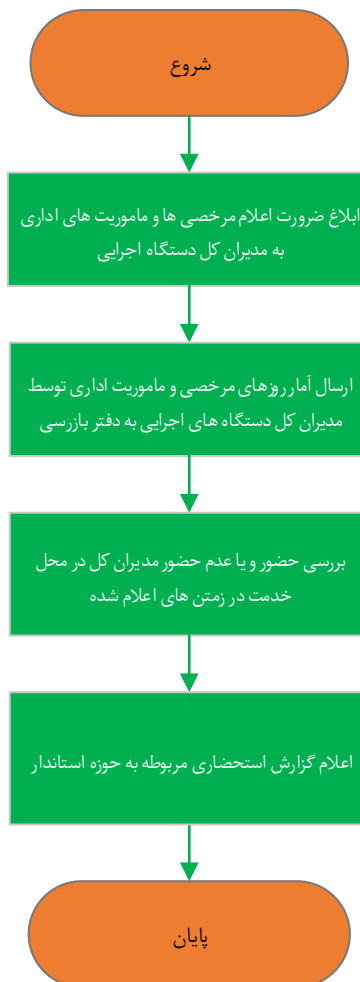 شروع
ابلاغ ضرورت اعلام مرخصی ها و ماموریت های اداری
به مدیران کل دستگاه اجرایی
ارسال آمار روزهای مرخصی و ماموریت اداری توسط
مدیران کل دستگاه های اجرایی به دفتر بازرسی
بررسی حضور و یا عدم حضور مدیران کل در محل
خدمت در زمتن های اعلام شده
اعلام گزارش استحضاری مربوطه به حوزه استاندار
پایان